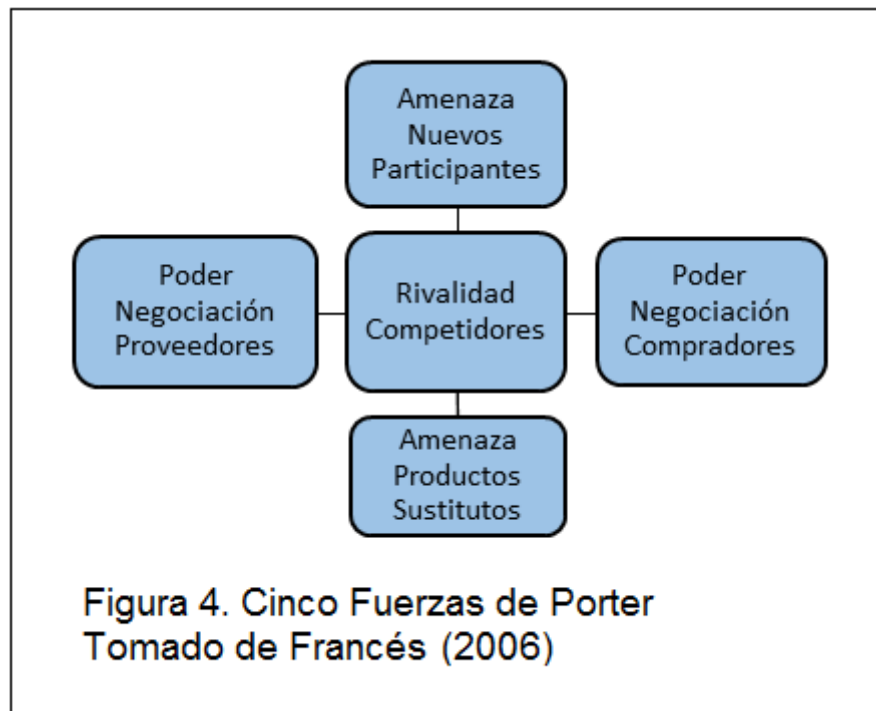 Amenaza
Nuevos
Participantes
Poder
Negociación
Proveedores
Rivalidad
Competidores
Poder
Negociación
Compradores
Amenaza
Productos
Sustitutos
Figura 4. Cinco Fuerzas de Porter
Tomado de Francés (2006)